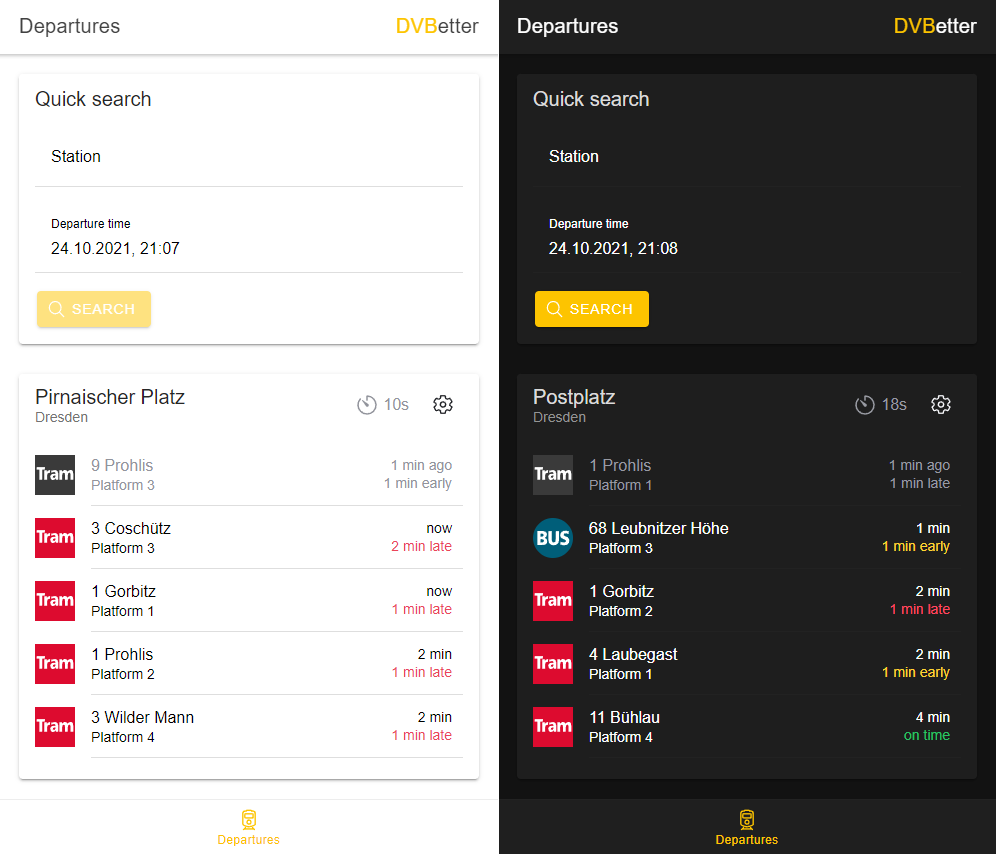 Departures
DVBetter
Quick search
Station
Departure time
24.10.2021, 21:07
SEARCH
Pirnaischer Platz
Dresden
10s
Tram
9 Prohlis
Platform 3
1 min ago
1 min early
Tram
3 Coschütz
Platform 3
now
2 min late
Tram
1 Gorbitz
Platform 1
now
1 min late
Tram
1 Prohlis
Platform 2
2 min
1 min late
Tram
3 Wilder Mann
Platform 4
2 min
1 min late
Departures
Departures
DVBetter
Quick search
Station
Departure time
24.10.2021, 21:08
SEARCH
Postplatz
Dresden
18s
Tram
1 Prohlis
Platform 1
1 min ago
1 min late
BUS
68 Leubnitzer Höhe
Platform 3
1 min
1 min early
Tram
1 Gorbitz
Platform 2
2 min
1 min late
Tram
4 Laubegast
Platform 1
2 min
1 min early
Tram
11 Bühlau
Platform 4
4 min
on time
Departures